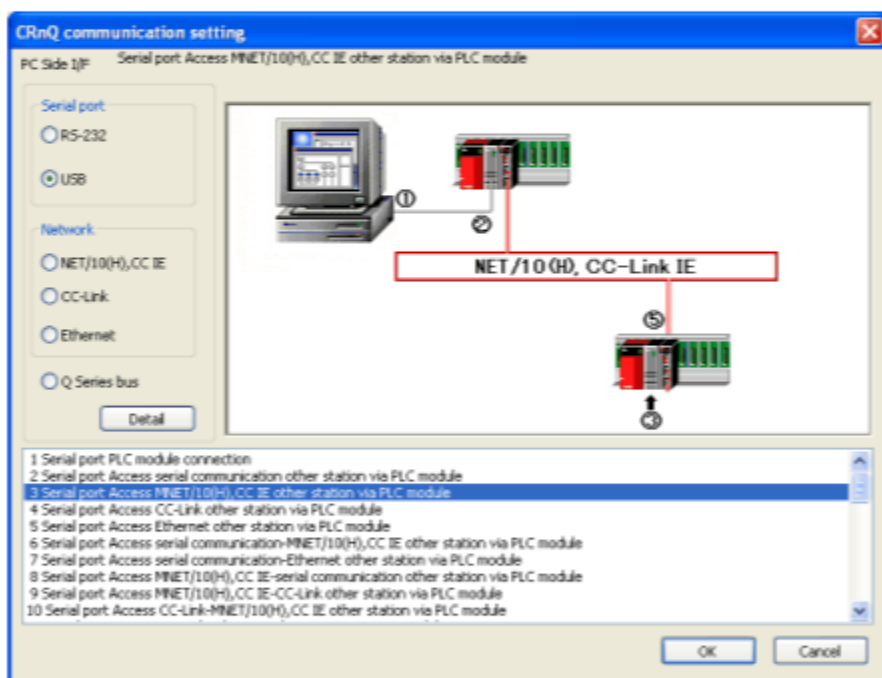 CRnQ communication setting
PC Side I/F
Serial port Access MNET/10(H),CC IE other station via PLC module
Serial port
RS-232
USB
Network
NET/10(H),CC IE
CC-Link
Ethernet
Q Series bus
Detail
①
②
NET/10(H), CC-Link IE
⑤
③
1 Serial port PLC module connection
2 Serial port Access serial communication other station via PLC module
3 Serial port Access MNET/10(H),CC IE other station via PLC module
4 Serial port Access CC-Link other station via PLC module
5 Serial port Access Ethernet other station via PLC module
6 Serial port Access serial communication-MNET/10(H),CC IE other station via PLC module
7 Serial port Access serial communication-Ethernet other station via PLC module
8 Serial port Access MNET/10(H),CC IE-serial communication other station via PLC module
9 Serial port Access MNET/10(H),CC IE-CC-Link other station via PLC module
10 Serial port Access CC-Link-MNET/10(H),CC IE other station via PLC module
OK
Cancel